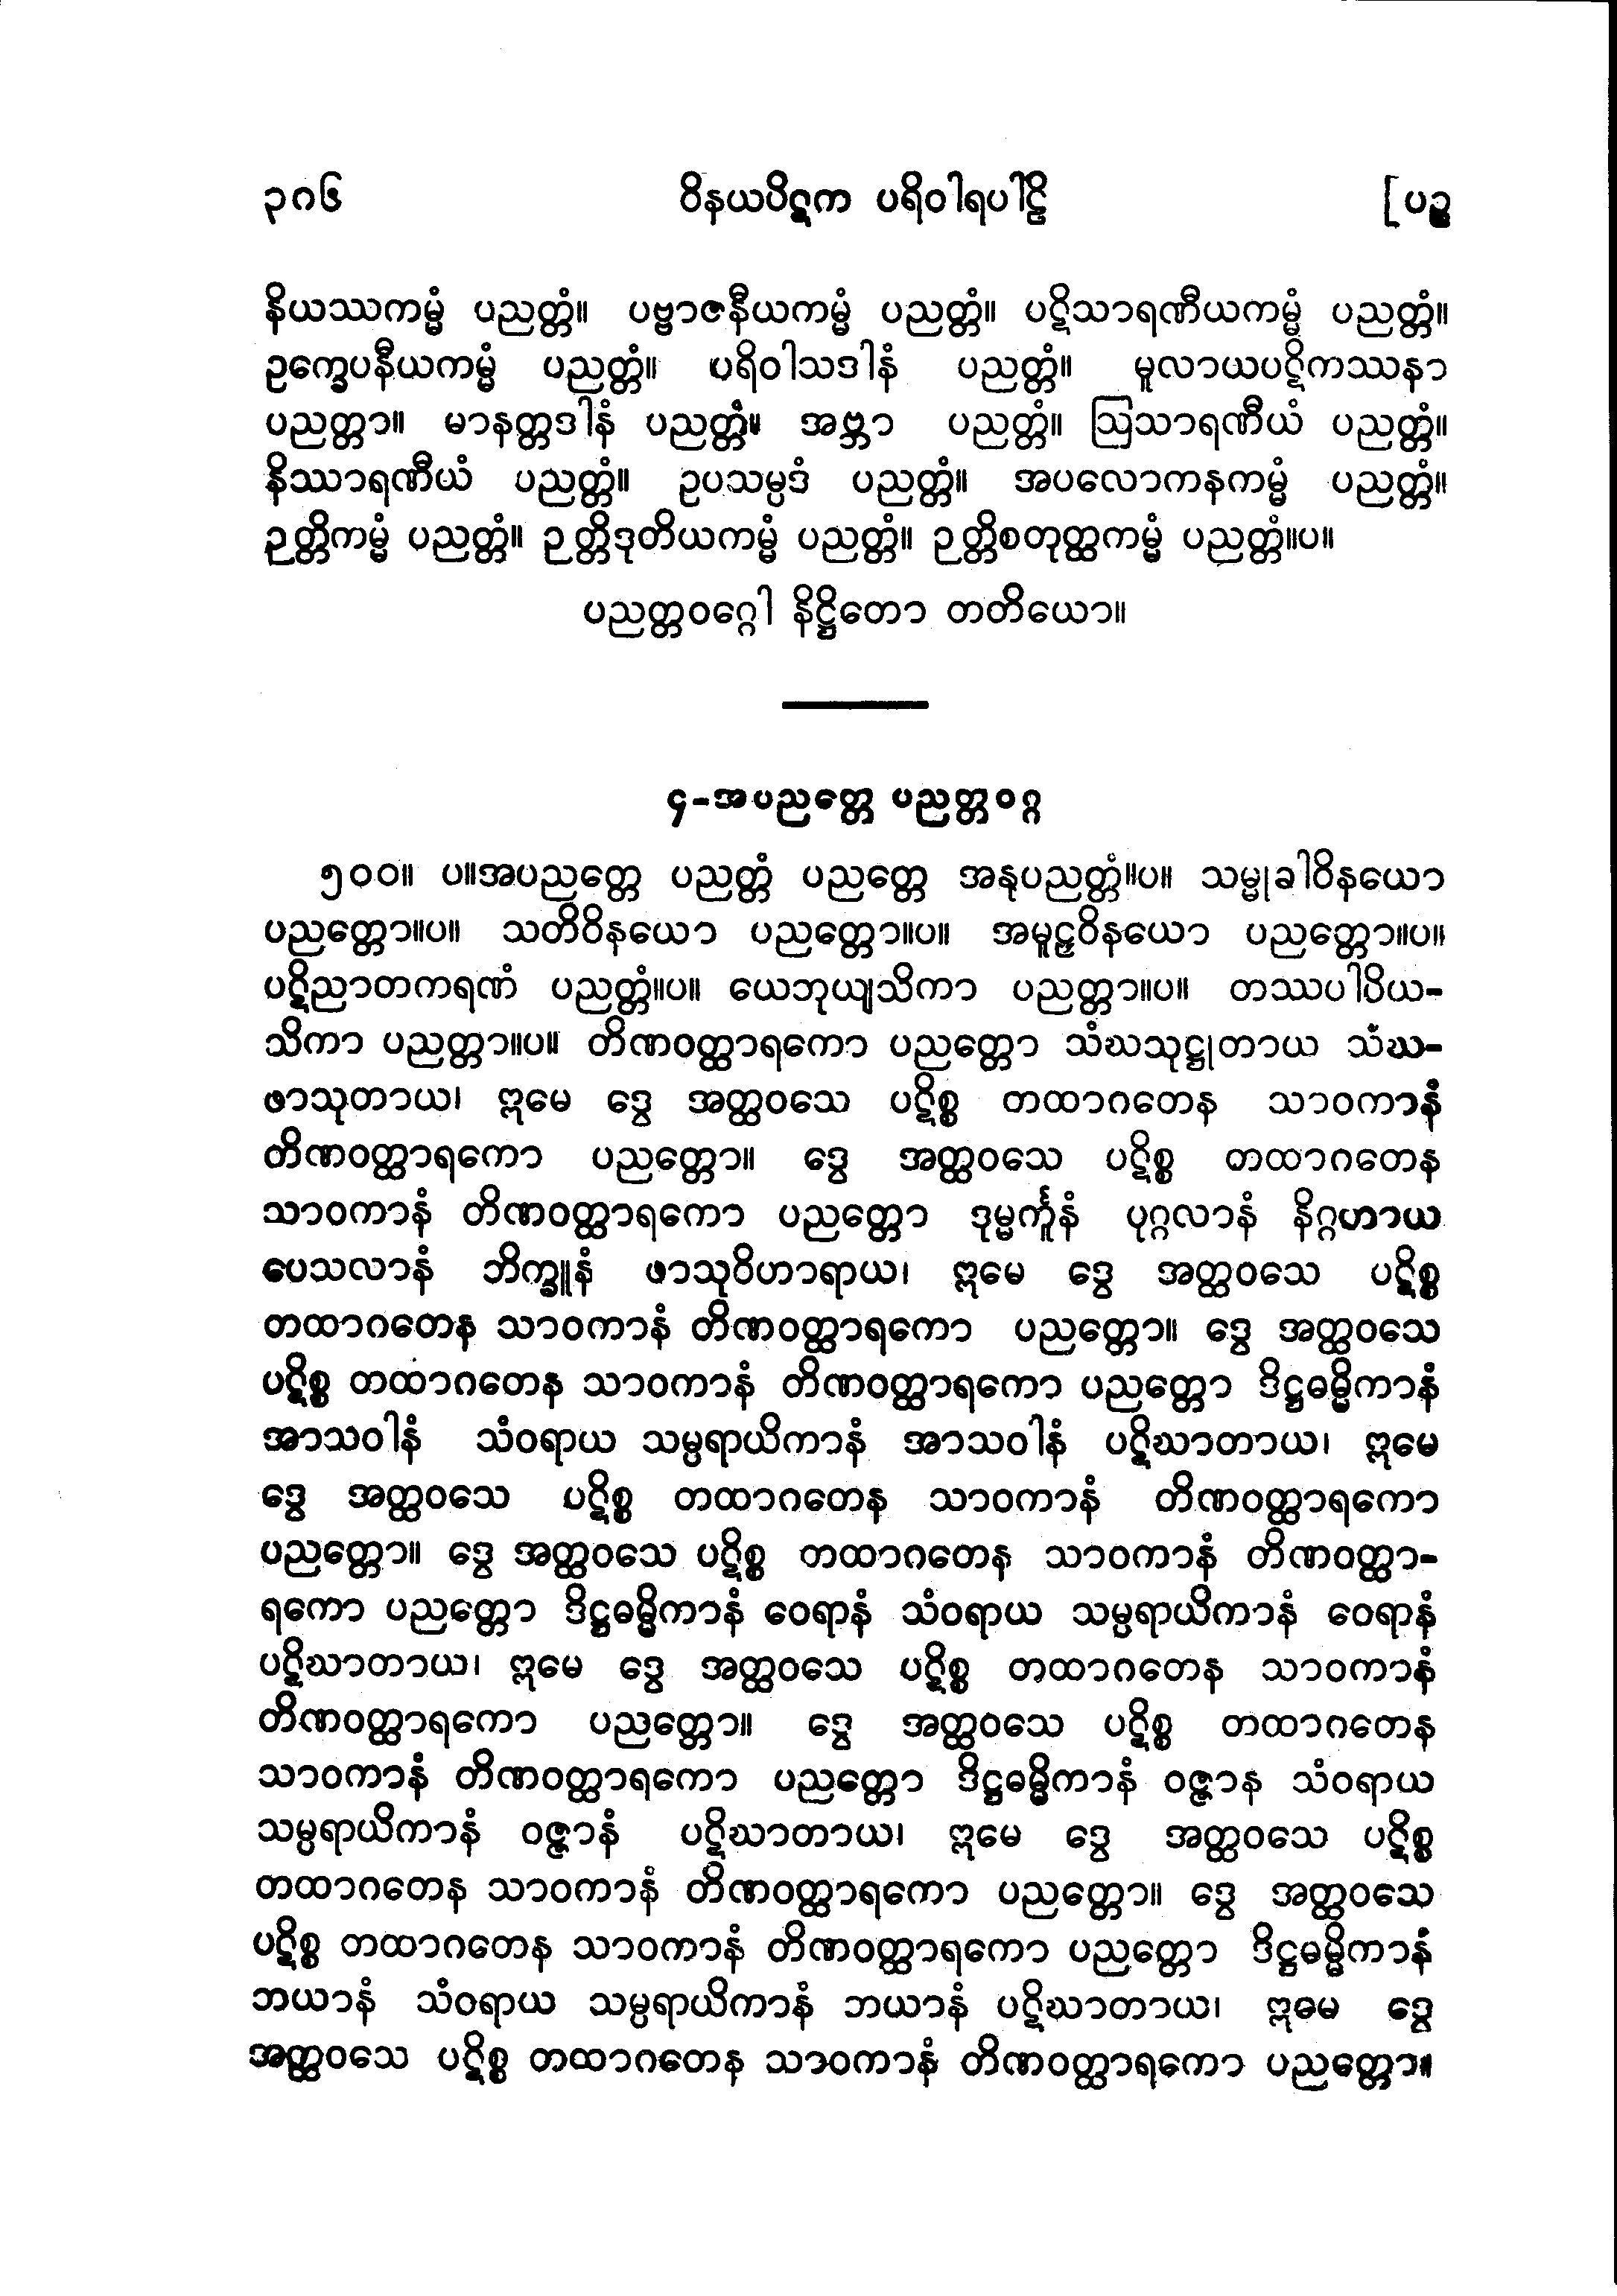 ၃ဂ၆ ဝိနယပိဋက ပရိဝါရပါဠိ [ပဉ္စ
နိယဿကမ္မံ ပညတ္တံ။ ပဗ္ဗာဇနီယကမ္မံ ပညတ္တံ။ ပဋိသာရဏီယကမ္မံ ပညတ္တံ။
ဥက္ခေပနီယကမ္မံ ပညတ္တံ။ ပရိဝါသဒါနံ ပညတ္တံ။ မူလာယပဋိကဿနာ
ပညတ္တာ။ မာနတ္တဒါနံ ပညတ္တံ။ အဗ္ဘာ ပညတ္တံ။ ဩသာရဏီယံ ပညတ္တံ။
နိဿာရဏီယံ ပညတ္တံ။ ဥပသမ္ပဒံ ပညတ္တံ။ အပလောကနကမ္မံ ပညတ္တံ။
ဉတ္တိကမ္မံ ပညတ္တံ။ ဉတ္တိဒုတိယကမ္မံ ပညတ္တံ။ ဉတ္တိစတုတ္ထကမ္မံ ပညတ္တံ။ပ။
ပညတ္တဝဂ္ဂေါ နိဋ္ဌိတော တတိယော။
၄-အပညတ္တေ ပညတ္တဝဂ္ဂ
၅၀၀။ ပ။အပညတ္တေ ပညတ္တံ ပညတ္တေ အနုပညတ္တံ။ပ။ သမ္မုခါဝိနယော
ပညတ္တော။ပ။ သတိဝိနယော ပညတ္တော။ပ။ အမူဠှဝိနယော ပညတ္တော။ပ။
ပဋိညာတကရဏံ ပညတ္တံ။ပ။ ယေဘုယျသိကာ ပညတ္တာ။ပ။ တဿပါပိယ-
သိကာ ပညတ္တာ။ပ။ တိဏဝတ္ထာရကော ပညတ္တော သံဃသုဋ္ဌုတာယ သံဃ-
ဖာသုတာယ၊ ဣမေ ဒွေ အတ္ထဝသေ ပဋိစ္စ တထာဂတေန သာဝကာနံ
တိဏဝတ္ထာရကော ပညတ္တော။ ဒွေ အတ္ထဝသေ ပဋိစ္စ တထာဂတေန
သာဝကာနံ တိဏဝတ္ထာရကော ပညတ္တော ဒုမ္မင်္ကူနံ ပုဂ္ဂလာနံ နိဂ္ဂဟာယ
ပေသလာနံ ဘိက္ခူနံ ဖာသုဝိဟာရာယ၊ ဣမေ ဒွေ အတ္ထဝသေ ပဋိစ္စ
တထာဂတေန သာဝကာနံ တိဏဝတ္ထာရကော ပညတ္တော။ ဒွေ အတ္ထဝသေ
ပဋိစ္စ တထာဂတေန သာဝကာနံ တိဏဝတ္ထာရကော ပညတ္တော ဒိဋ္ဌဓမ္မိကာနံ
အာသဝါနံ သံဝရာယ သမ္ပရာယိကာနံ အာသဝါနံ ပဋိဃာတာယ၊ ဣမေ
ဒွေ အတ္ထဝသေ ပဋိစ္စ တထာဂတေန သာဝကာနံ တိဏဝတ္ထာရကော
ပညတ္တော။ ဒွေ အတ္ထဝသေ ပဋိစ္စ တထာဂတေန သာဝကာနံ တိဏဝတ္ထာ-
ရကော ပညတ္တော ဒိဋ္ဌဓမ္မိကာနံ ဝေရာနံ သံဝရာယ သမ္ပရာယိကာနံ ဝေရာနံ
ပဋိဃာတာယ၊ ဣမေ ဒွေ အတ္ထဝသေ ပဋိစ္စ တထာဂတေန သာဝကာနံ
တိဏဝတ္ထာရကော ပညတ္တော။ ဒွေ အတ္ထဝသေ ပဋိစ္စ တထာဂတေန
သာဝကာနံ တိဏဝတ္ထာရကော ပညတ္တော ဒိဋ္ဌဓမ္မိကာနံ ဝဇ္ဇာန သံဝရာယ
သမ္ပရာယိကာနံ ဝဇ္ဇာနံ ပဋိဃာတာယ၊ ဣမေ ဒွေ အတ္ထဝသေ ပဋိစ္စ
တထာဂတေန သာဝကာနံ တိဏဝတ္ထာရကော ပညတ္တော။ ဒွေ အတ္ထဝသေ
ပဋိစ္စ တထာဂတေန သာဝကာနံ တိဏဝတ္ထာရကော ပညတ္တော ဒိဋ္ဌဓမ္မိကာနံ
ဘယာနံ သံဝရာယ သမ္ပရာယိကာနံ ဘယာနံ ပဋိဃာတာယ၊ ဣမေ ဒွေ
အတ္ထဝသေ ပဋိစ္စ တထာဂတေန သာဝကာနံ တိဏဝတ္ထာရကော ပညတ္တော။